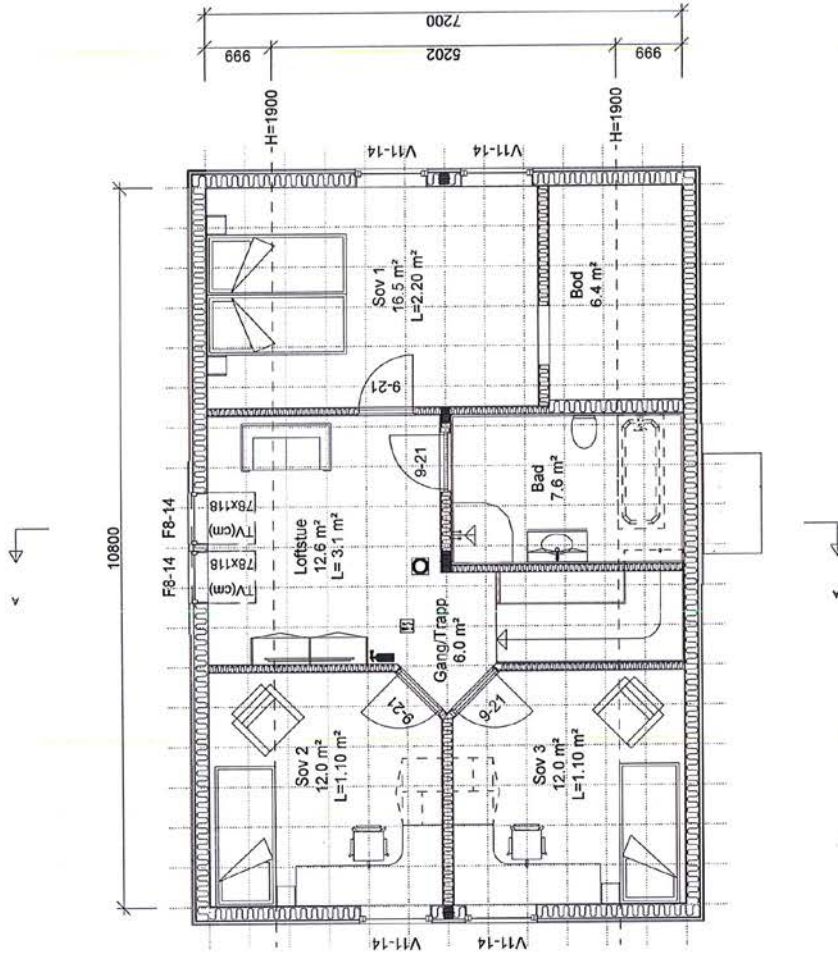 7200
999
5202
999
H=1900
H=1900
10800
V11-14
V11-14
Sov 1
16.5 m²
L=2.20 m²
Bod
6.4 m²
9-21
9-21
F8-14
F8-14
TV(cm)
78x118
TV(cm)
78x118
Loftstue
12.6 m²
L= 3.1 m²
Bad
7.6 m²
Gang/Trapp
6.0 m²
9-21
9-21
Sov 2
12.0 m²
L=1.10 m²
Sov 3
12.0 m²
L=1.10 m²
V11-14
V11-14